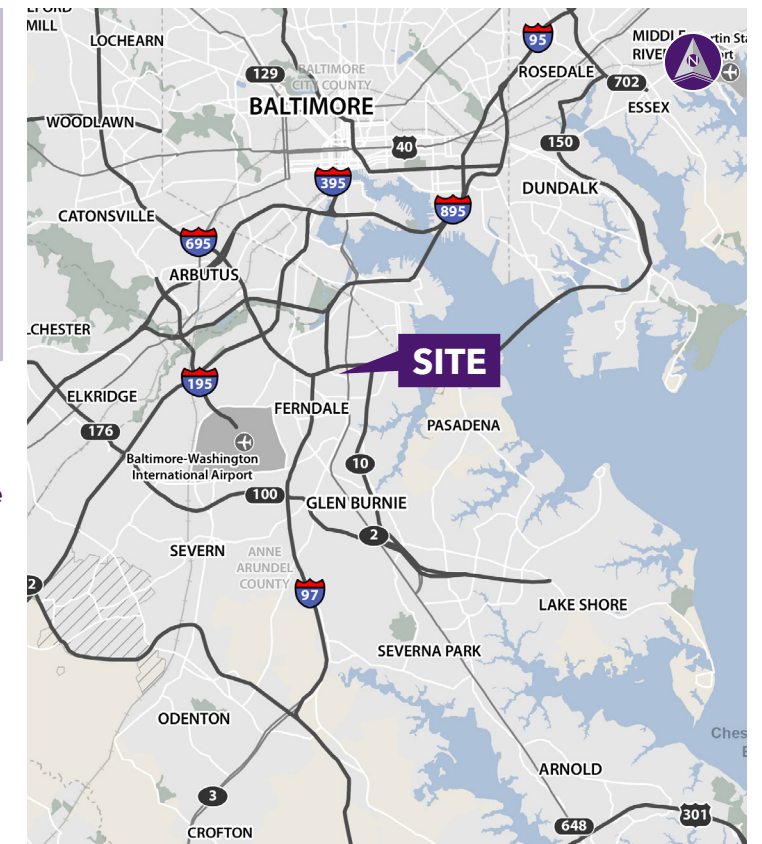 MILL
LOCHEARN
95
MIDDLE
RIVER
N
129
BALTIMORE
CITY COUNTY
ROSEDALE
702
BALTIMORE
ESSEX
WOODLAWN
40
150
395
DUNDALK
895
CATONSVILLE
695
ARBUTUS
SITE
195
ELKRIDGE
FERNDALE
176
PASADENA
Baltimore-Washington
International Airport
10
100
GLEN BURNIE
2
SEVERN
ANNE
ARUNDEL
COUNTY
97
LAKE SHORE
SEVERNA PARK
ODENTON
ARNOLD
3
301
648
CROFTON